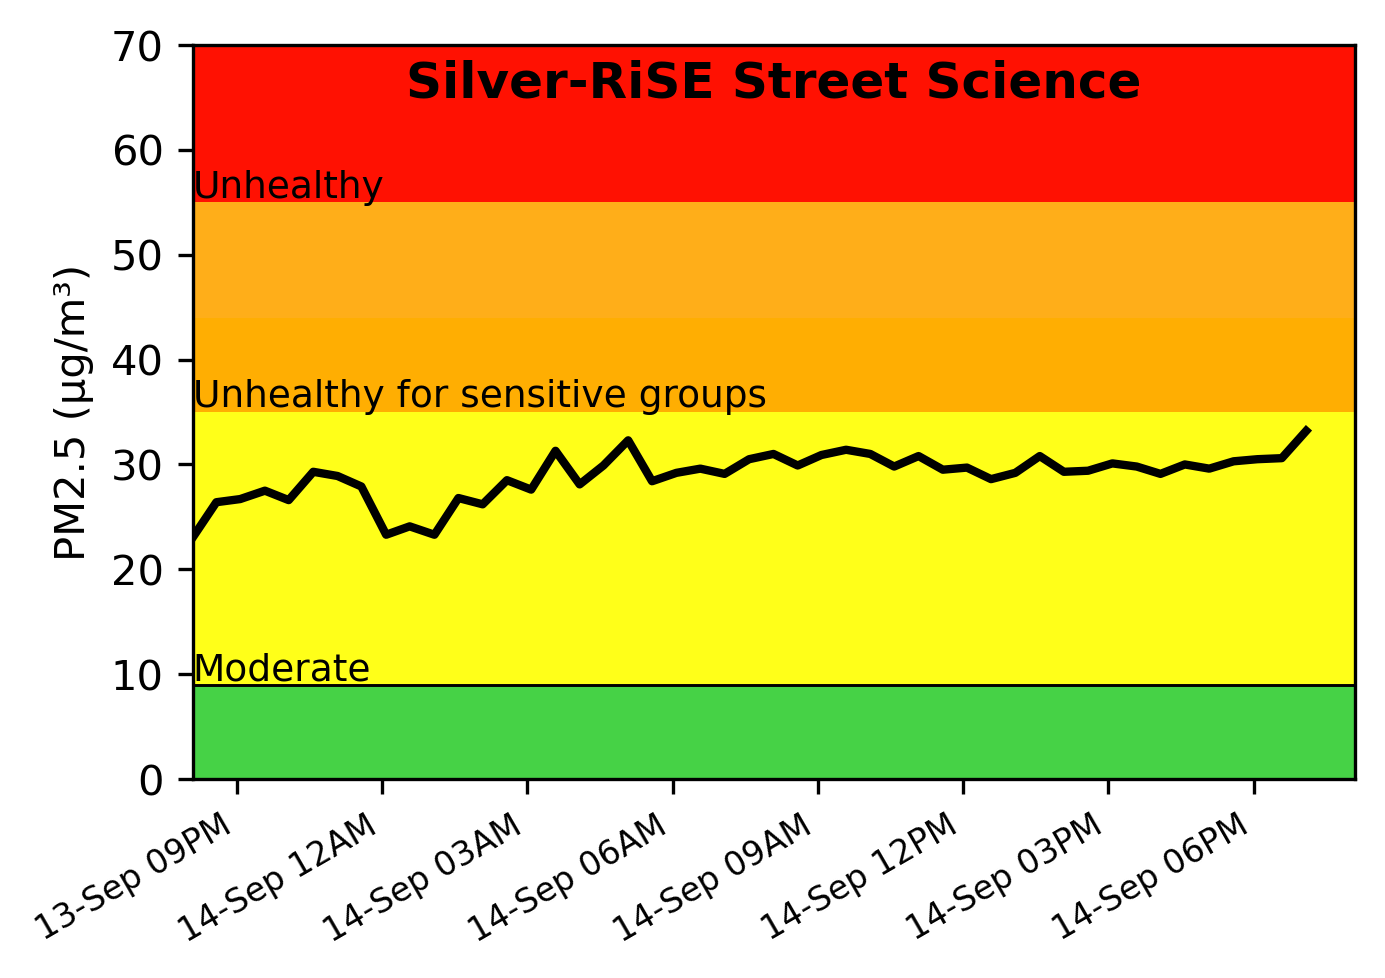 Silver-RiSE Street Science
70
60
Unhealthy
50
40
Unhealthy for sensitive groups
30
20
Moderate
10
0
PM2.5 (µg/m³)
13-Sep 09PM
14-Sep 12AM
14-Sep 03AM
14-Sep 06AM
14-Sep 09AM
14-Sep 12PM
14-Sep 03PM
14-Sep 06PM